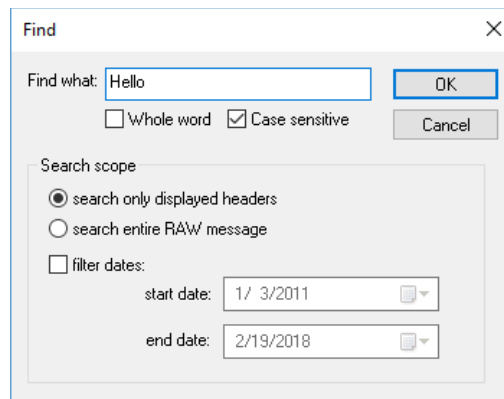 Find
Find what: Hello
OK
Whole word Case sensitive
Cancel
Search scope
search only displayed headers
search entire RAW message
filter dates:
start date: 1/ 3/2011
end date: 2/19/2018